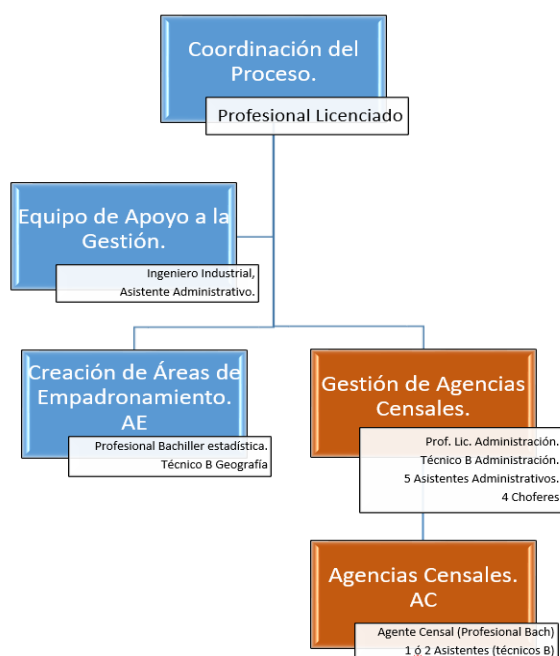 Coordinación del
Proceso.
Profesional Licenciado
Equipo de Apoyo a la
Gestión.
Ingeniero Industrial,
Asistente Administrativo.
Creación de Áreas de
Empadronamiento.
AE
Profesional Bachiller estadística.
Técnico B Geografía
Gestión de Agencias
Censales.
Prof. Lic. Administración.
Técnico B Administración.
5 Asistentes Administrativos.
4 Choferes
Agencias Censales.
AC
Agente Censal (Profesional Bach)
1 ó 2 Asistentes (técnicos B)